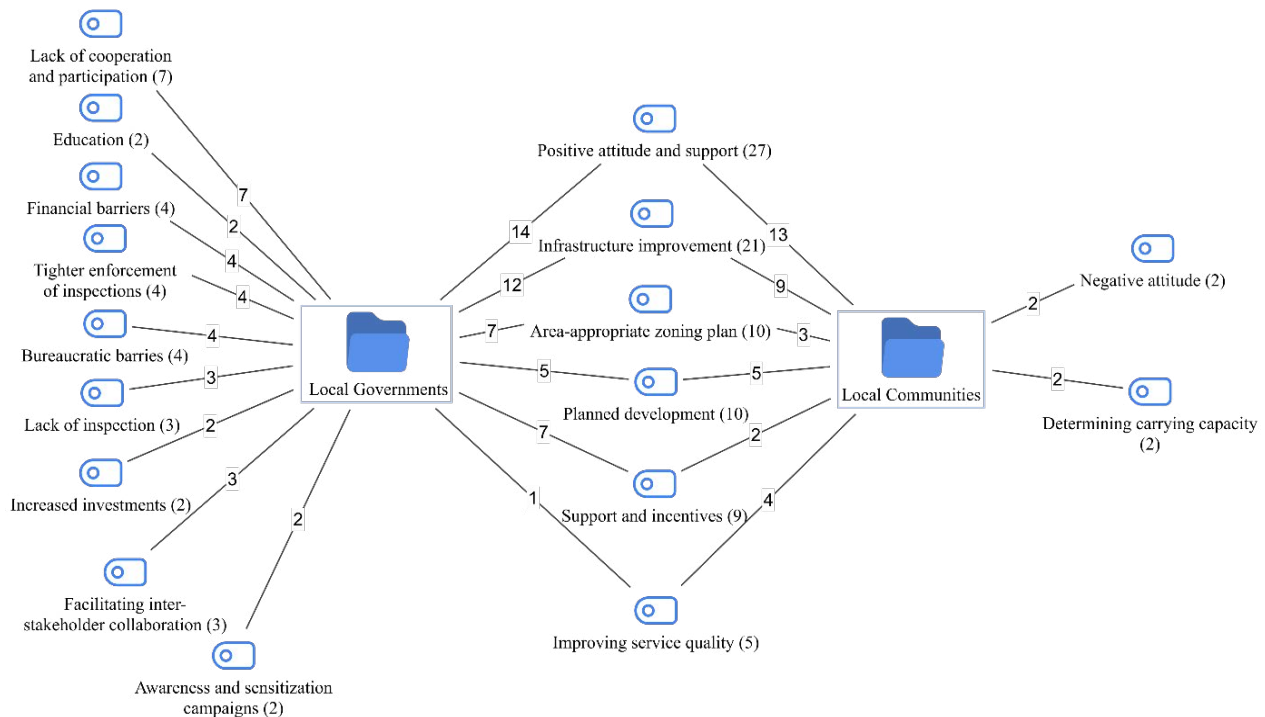 Lack of cooperation
and participation (7)
Education (2)
Financial barriers (4)
Tighter enforcement
of inspections (4)
Bureaucratic barries (4)
Lack of inspection (3)
Increased investments (2)
Facilitating inter-
stakeholder collaboration (3)
Awareness and sensitization
campaigns (2)
7
2
4
4
4
3
2
3
2
Local Governments
14
12
7
5
7
1
Positive attitude and support (27)
Infrastructure improvement (21)
Area-appropriate zoning plan (10)
Planned development (10)
Support and incentives (9)
Improving service quality (5)
13
9
3
5
2
4
Local Communities
2
2
Negative attitude (2)
Determining carrying capacity
(2)